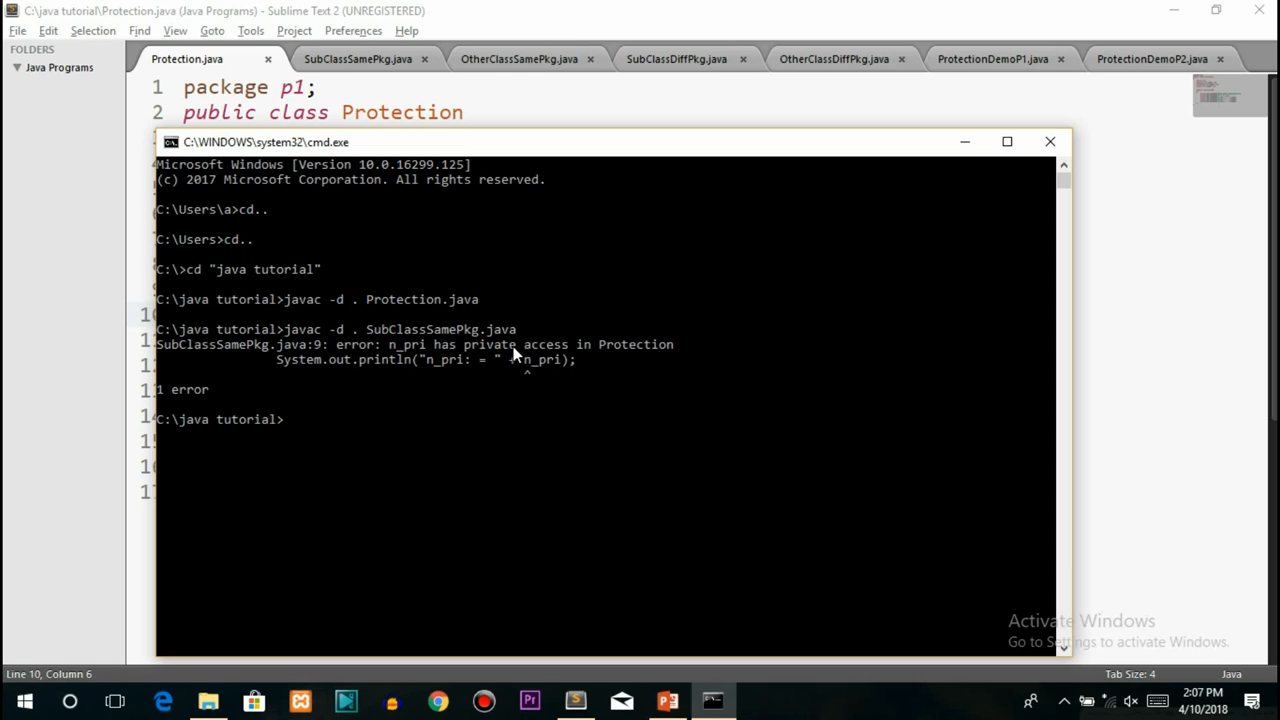 C:\java tutorial\Protection.java (Java Programs) - Sublime Text 2 (UNREGISTERED)
File Edit Selection Find View Goto Tools Project Preferences Help
FOLDERS
Java Programs
Protection.java SubClassSamePkg.java OtherClassSamePkg.java SubClassDiffPkg.java OtherClassDiffPkg.java ProtectionDemoP1.java ProtectionDemoP2.java
1 package p1;
2 public class Protection
C:\WINDOWS\system32\cmd.exe
Microsoft Windows [Version 10.0.16299.125]
(c) 2017 Microsoft Corporation. All rights reserved.
C:\Users\a>cd..
C:\Users>cd..
C:\>cd "java tutorial"
C:\java tutorial>javac -d . Protection.java
C:\java tutorial>javac -d . SubClassSamePkg.java
SubClassSamePkg.java:9: error: n_pri has private access in Protection
System.out.println("n_pri: = " + n_pri);
^
1 error
C:\java tutorial>
Activate Windows
Go to Settings to activate Windows.
Line 10, Column 6
Tab Size: 4
Java
2:07 PM
4/10/2018